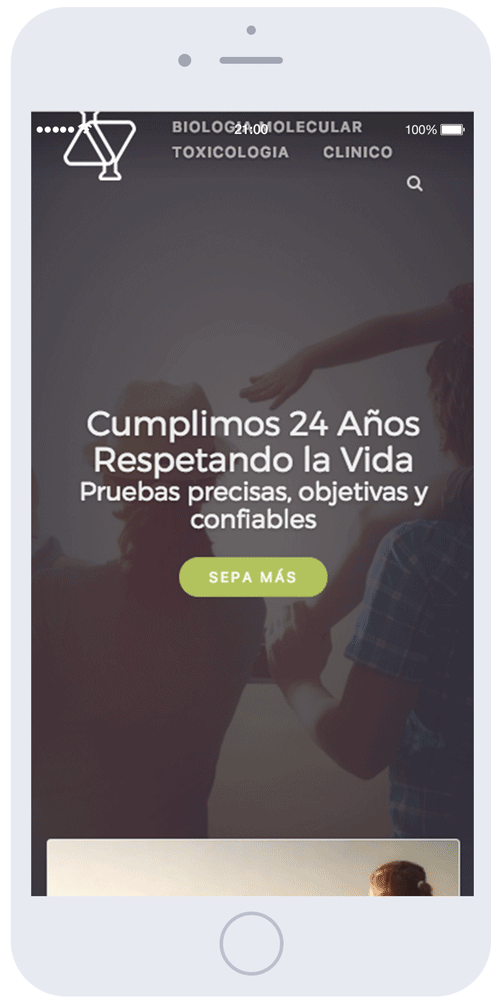 21:00
100%
BIOLOGIA MOLECULAR
TOXICOLOGIA CLINICO
Cumplimos 24 Años
Respetando la Vida
Pruebas precisas, objetivas y
confiables
SEPA MÁS